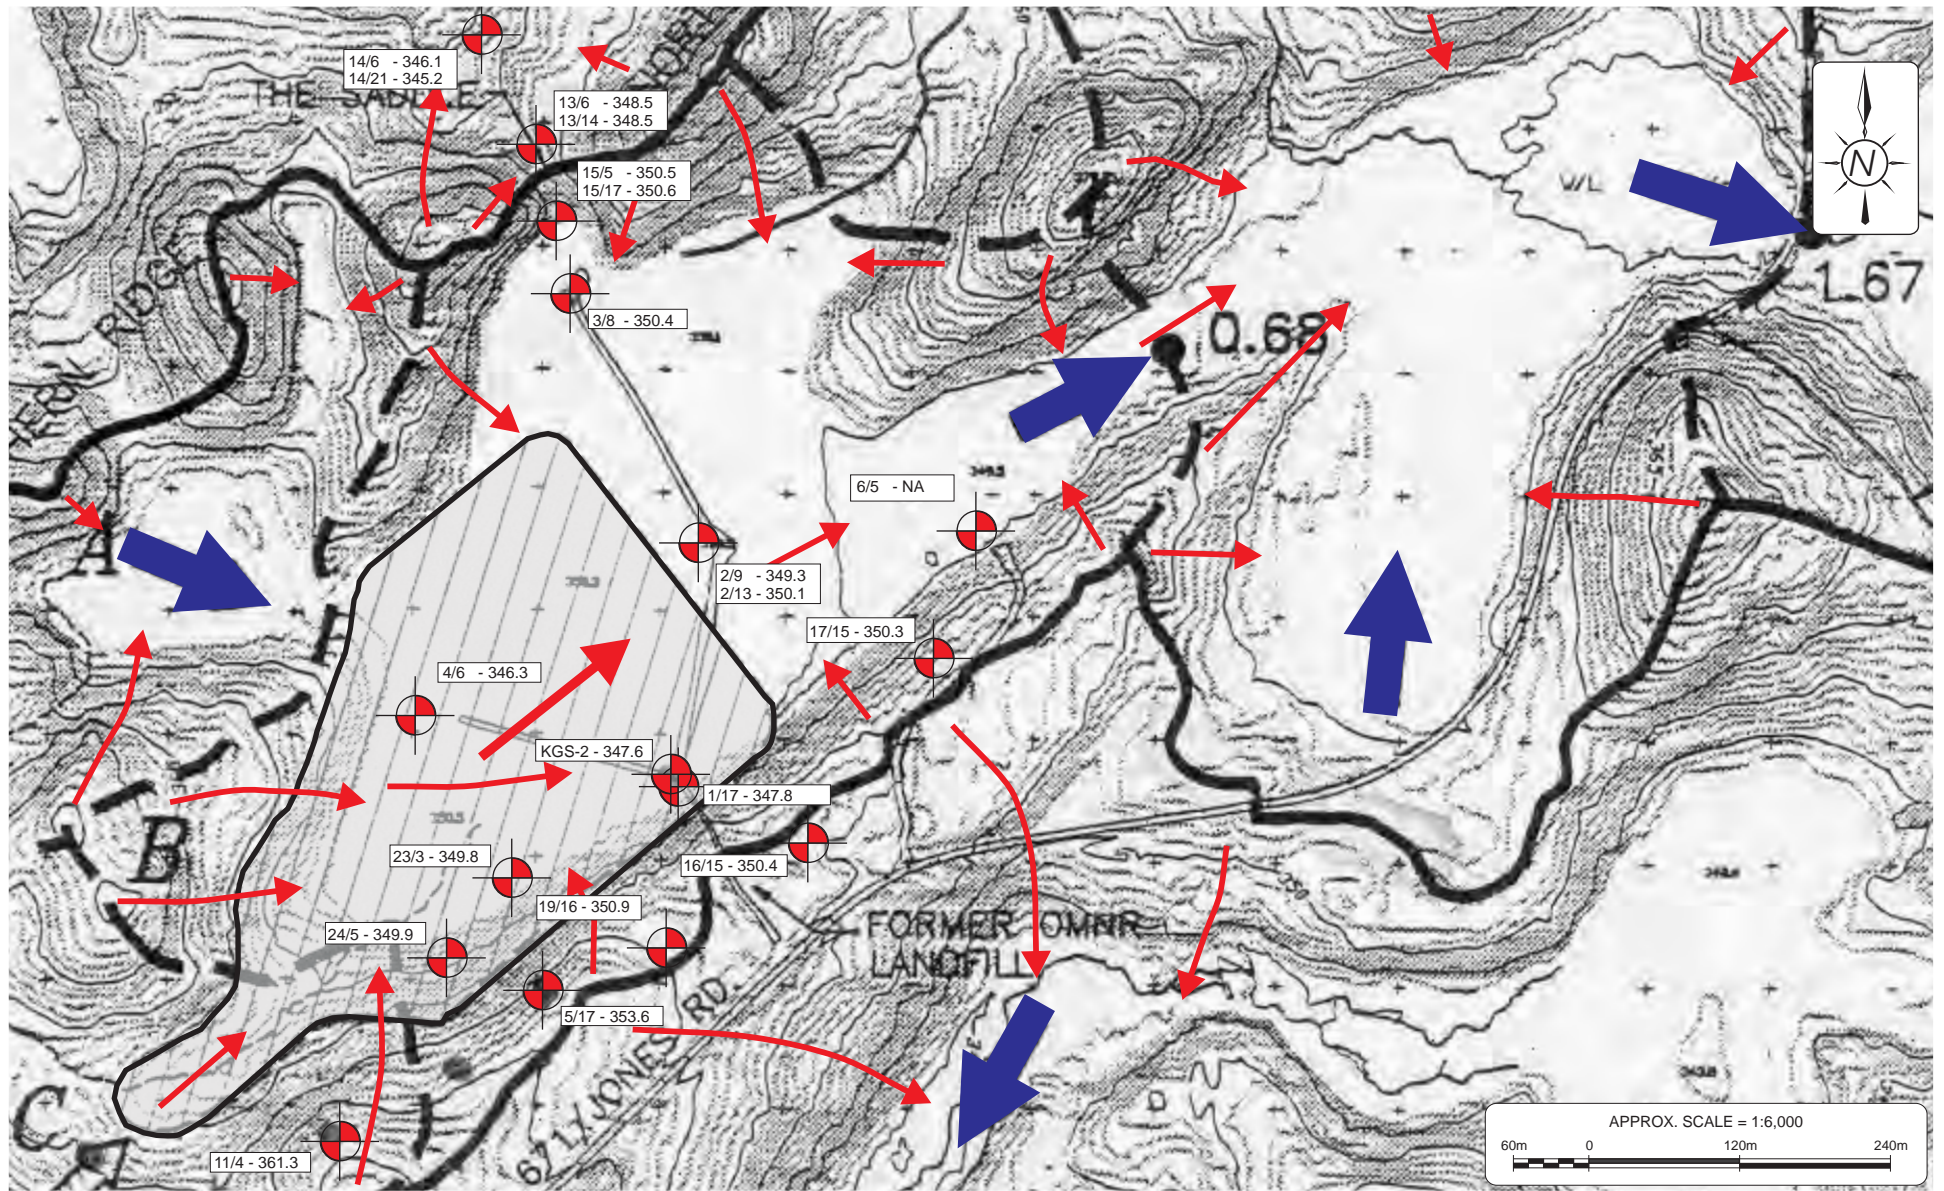 14/6 - 346.1
14/21 - 345.2
THE SADDLE
13/6 - 348.5
13/14 - 348.5
15/5 - 350.5
15/17 - 350.6
W/L
N
1.67
RIDGE
3/8 - 350.4
0.68
1
6/5 - NA
A
2/9 - 349.3
2/13 - 350.1
17/15 - 350.3
4/6 - 346.3
KGS-2 - 347.6
1/17 - 347.8
B
23/3 - 349.8
16/15 - 350.4
19/16 - 350.9
24/5 - 349.9
FORMER OMNR
LANDFILL
5/17 - 353.6
671X JONES RD.
C
11/4 - 361.3
APPROX. SCALE = 1:6,000
60m 0 120m 240m